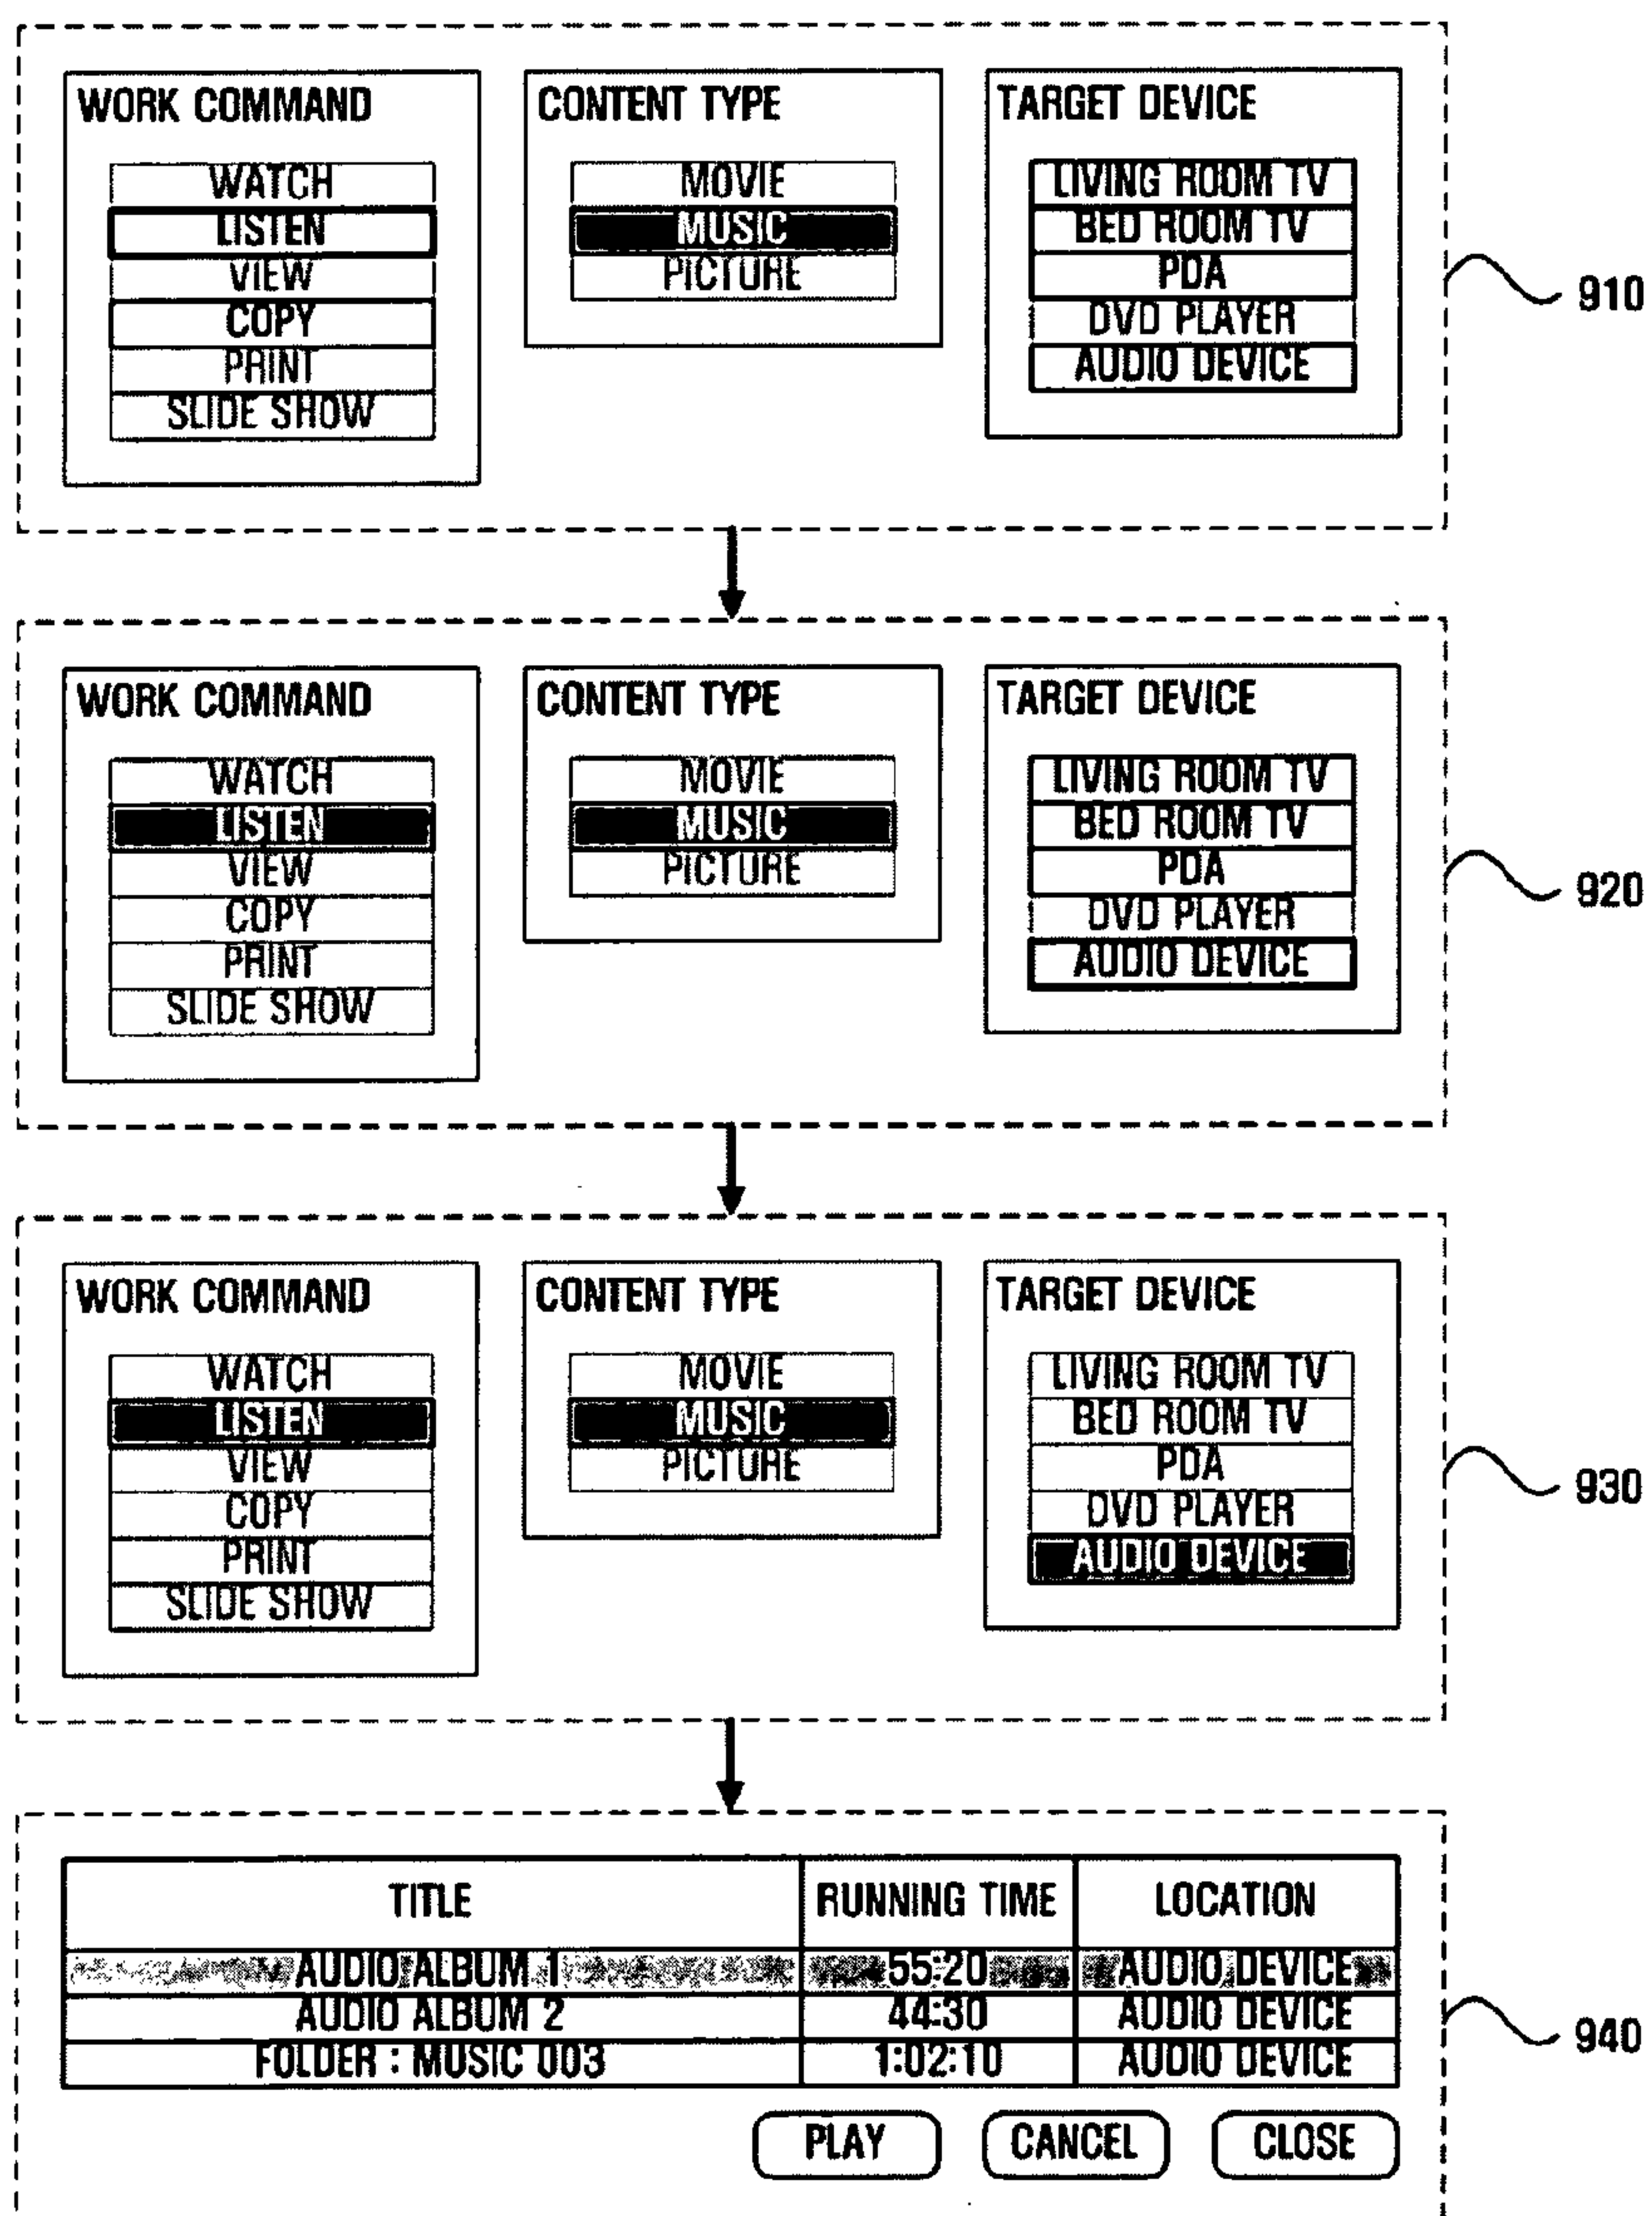 WORK COMMAND
WATCH
LISTEN
VIEW
COPY
PRINT
SLIDE SHOW
CONTENT TYPE
MOVIE
MUSIC
PICTURE
TARGET DEVICE
LIVING ROOM TV
BED ROOM TV
PDA
DVD PLAYER
AUDIO DEVICE
910
WORK COMMAND
WATCH
LISTEN
VIEW
COPY
PRINT
SLIDE SHOW
CONTENT TYPE
MOVIE
MUSIC
PICTURE
TARGET DEVICE
LIVING ROOM TV
BED ROOM TV
PDA
DVD PLAYER
AUDIO DEVICE
920
WORK COMMAND
WATCH
LISTEN
VIEW
COPY
PRINT
SLIDE SHOW
CONTENT TYPE
MOVIE
MUSIC
PICTURE
TARGET DEVICE
LIVING ROOM TV
BED ROOM TV
PDA
DVD PLAYER
AUDIO DEVICE
930
TITLE RUNNING TIME LOCATION
AUDIO ALBUM 1 55:20 AUDIO DEVICE
AUDIO ALBUM 2 44:30 AUDIO DEVICE
FOLDER : MUSIC 003 1:02:10 AUDIO DEVICE
940
PLAY CANCEL CLOSE